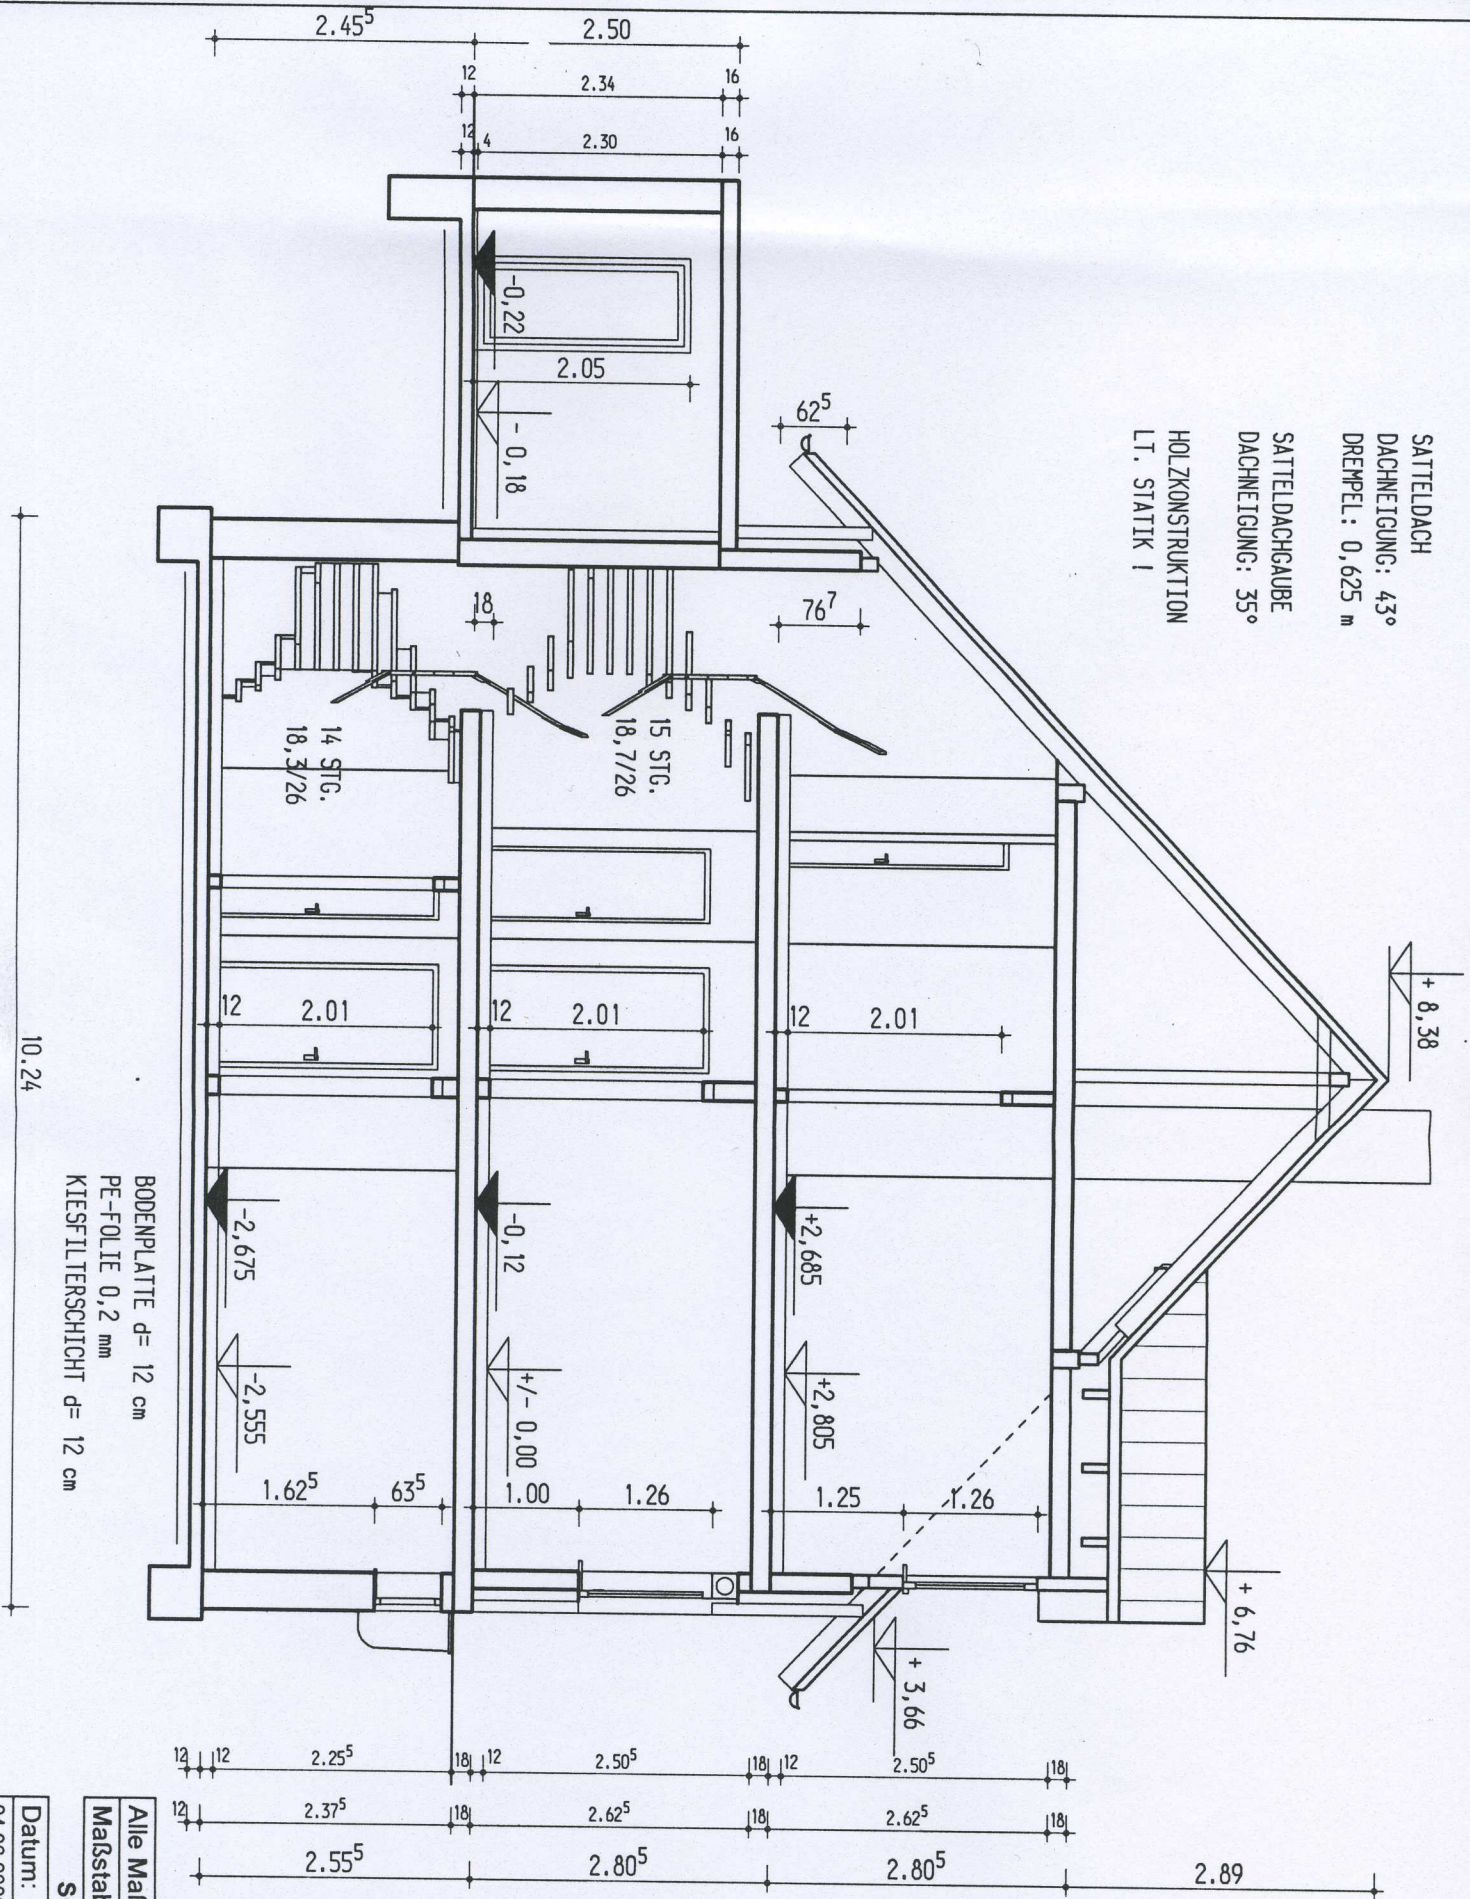 SATTELDACH
DACHNEIGUNG: 43°
DREMPEL: 0,625 m
SATTELDACHGAUBE
DACHNEIGUNG: 35°
HOLZKONSTRUKTION
LT. STATIK !
2.45⁵ 2.50
12 2.34 16
12 4 2.30 16
-0,22
2.05
- 0,18
62⁵
76⁷
18
15 STG.
18,7/26
14 STG.
18,3/26
+ 8,38
12 2.01
12 2.01
12 2.01
-2,675
-0,12
+2,685
-2,555
+/- 0,00
+2,805
1.62⁵ 63⁵ 1.00 1.26 1.25 1.26
+ 6,76
+ 3,66
10.24
BODENPLATTE d= 12 cm
PE-FOLIE 0,2 mm
KIESFILTERSCHICHT d= 12 cm
12 12 2.25⁵ 18 12 2.50⁵ 18 12 2.50⁵ 18
12 2.37⁵ 18 2.62⁵ 18 2.62⁵ 18
2.55⁵ 2.80⁵ 2.80⁵ 2.89
Alle
Datum: